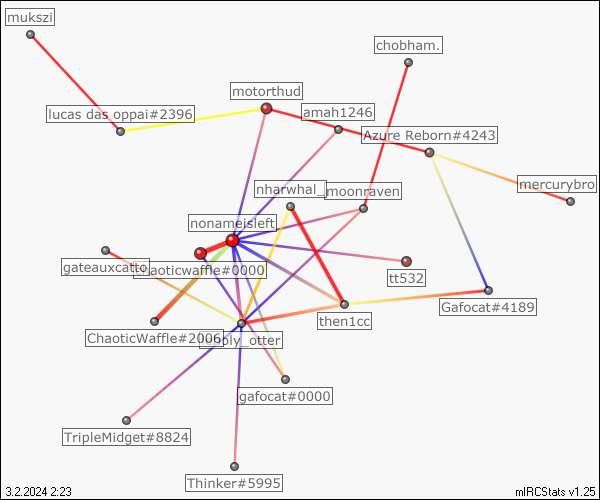 mukszi
chobham.
motorthud
lucas das oppai#2396
amah1246
Azure Reborn#4243
nharwhal_
moonraven
mercurybro
nonameisleft
gateauxcatto
chaoticwaffle#0000
tt532
Gafocat#4189
ChaoticWaffle#2006
then1cc
gafocat#0000
TripleMidget#8824
Thinker#5995
3.2.2024 2:23
mIRCStats v1.25